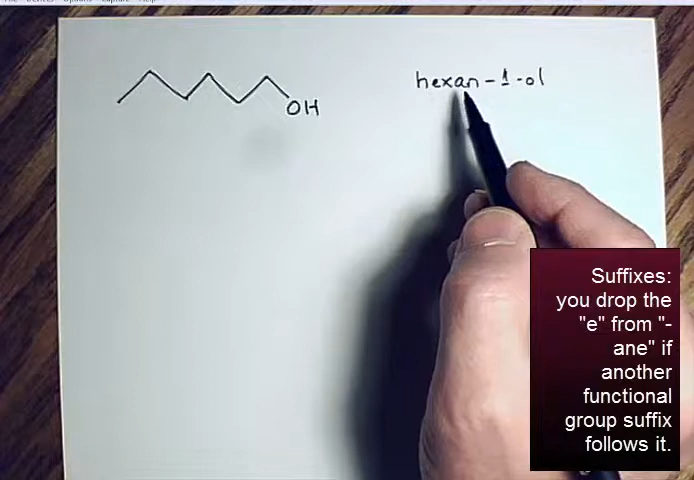 hexan-1-ol
OH
Suffixes:
you drop the
"e" from "-
ane" if
another
functional
group suffix
follows it.